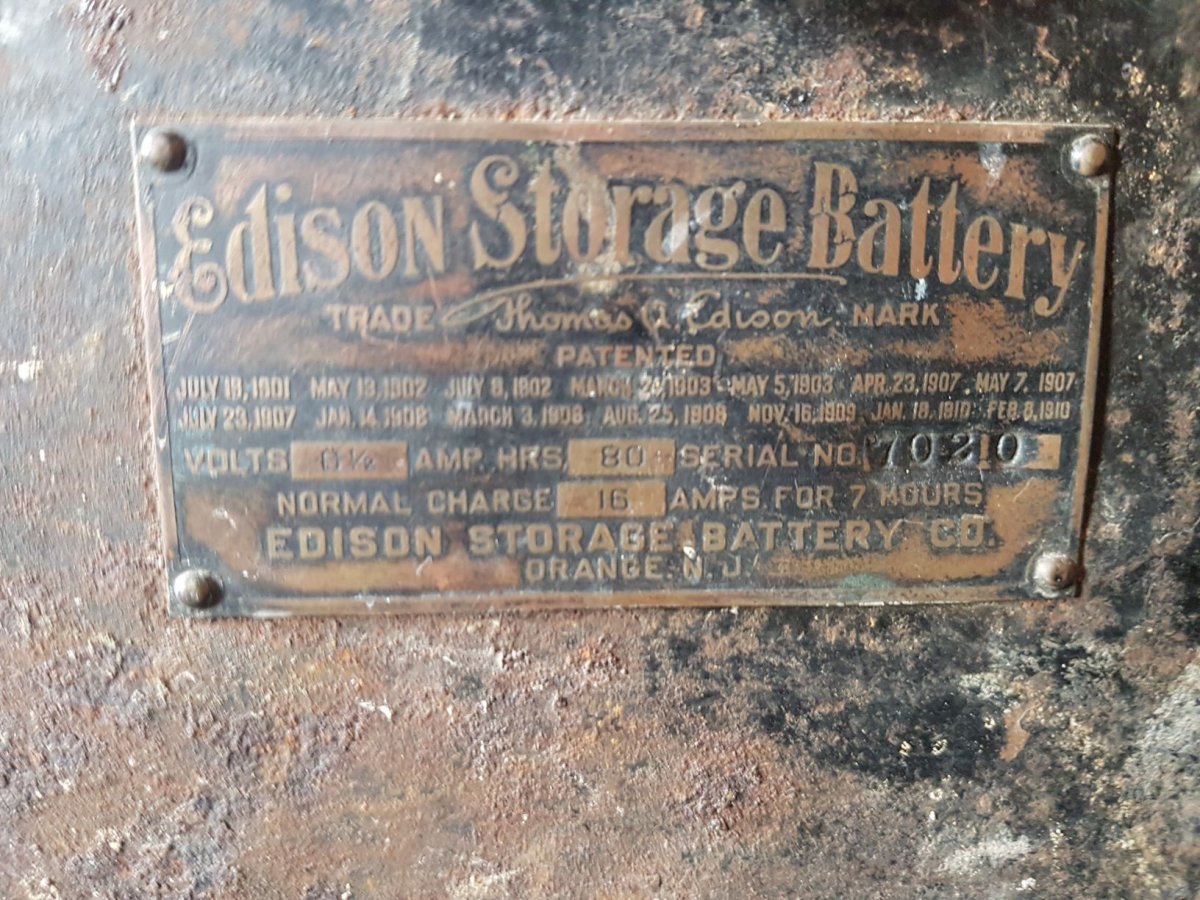 Edison Storage Battery
TRADE Thomas A. Edison MARK
PATENTED
JULY 16, 1901 MAY 13, 1902 JULY 8, 1902 MARCH 1903 MAY 5, 1903 APR. 23, 1907. MAY 7, 1907
JULY 23, 1907 JAN. 14 1908 MARCH 3, 1908 AUG. 25, 1908 NOV. 16, 1909 JAN. 18, 1910 FEB. 8, 1910
VOLTS 6½ AMP. HRS. 80 SERIAL NO. 70210
NORMAL CHARGE 16 AMPS. FOR 7 HOURS
EDISON STORAGE BATTERY CO.
ORANGE, N. J.